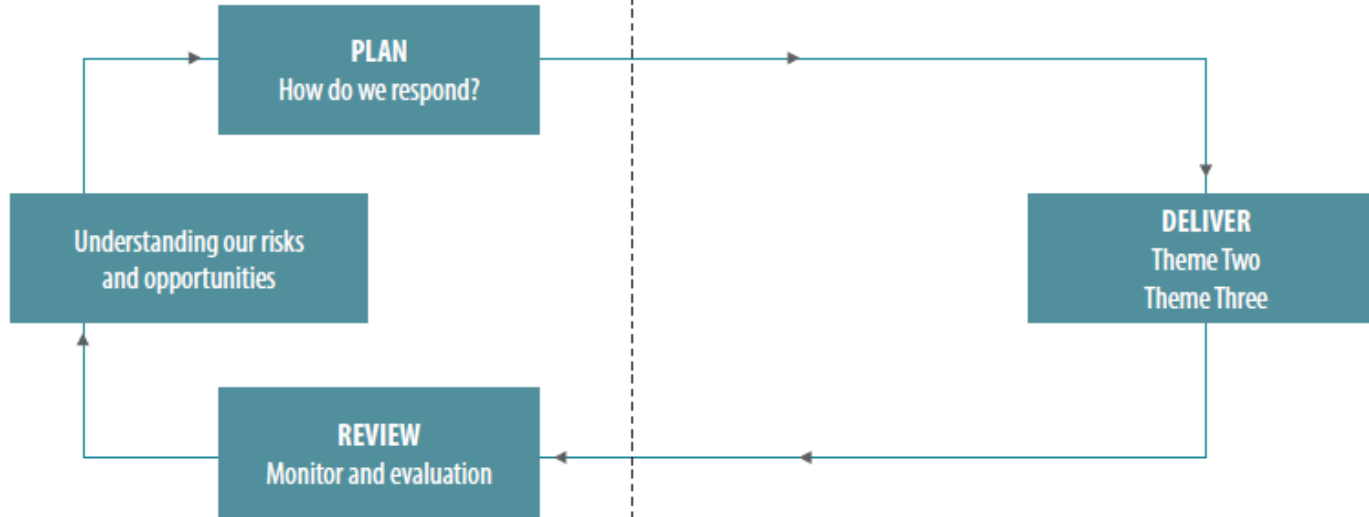 PLAN
How do we respond?
Understanding our risks
and opportunities
DELIVER
Theme Two
Theme Three
REVIEW
Monitor and evaluation